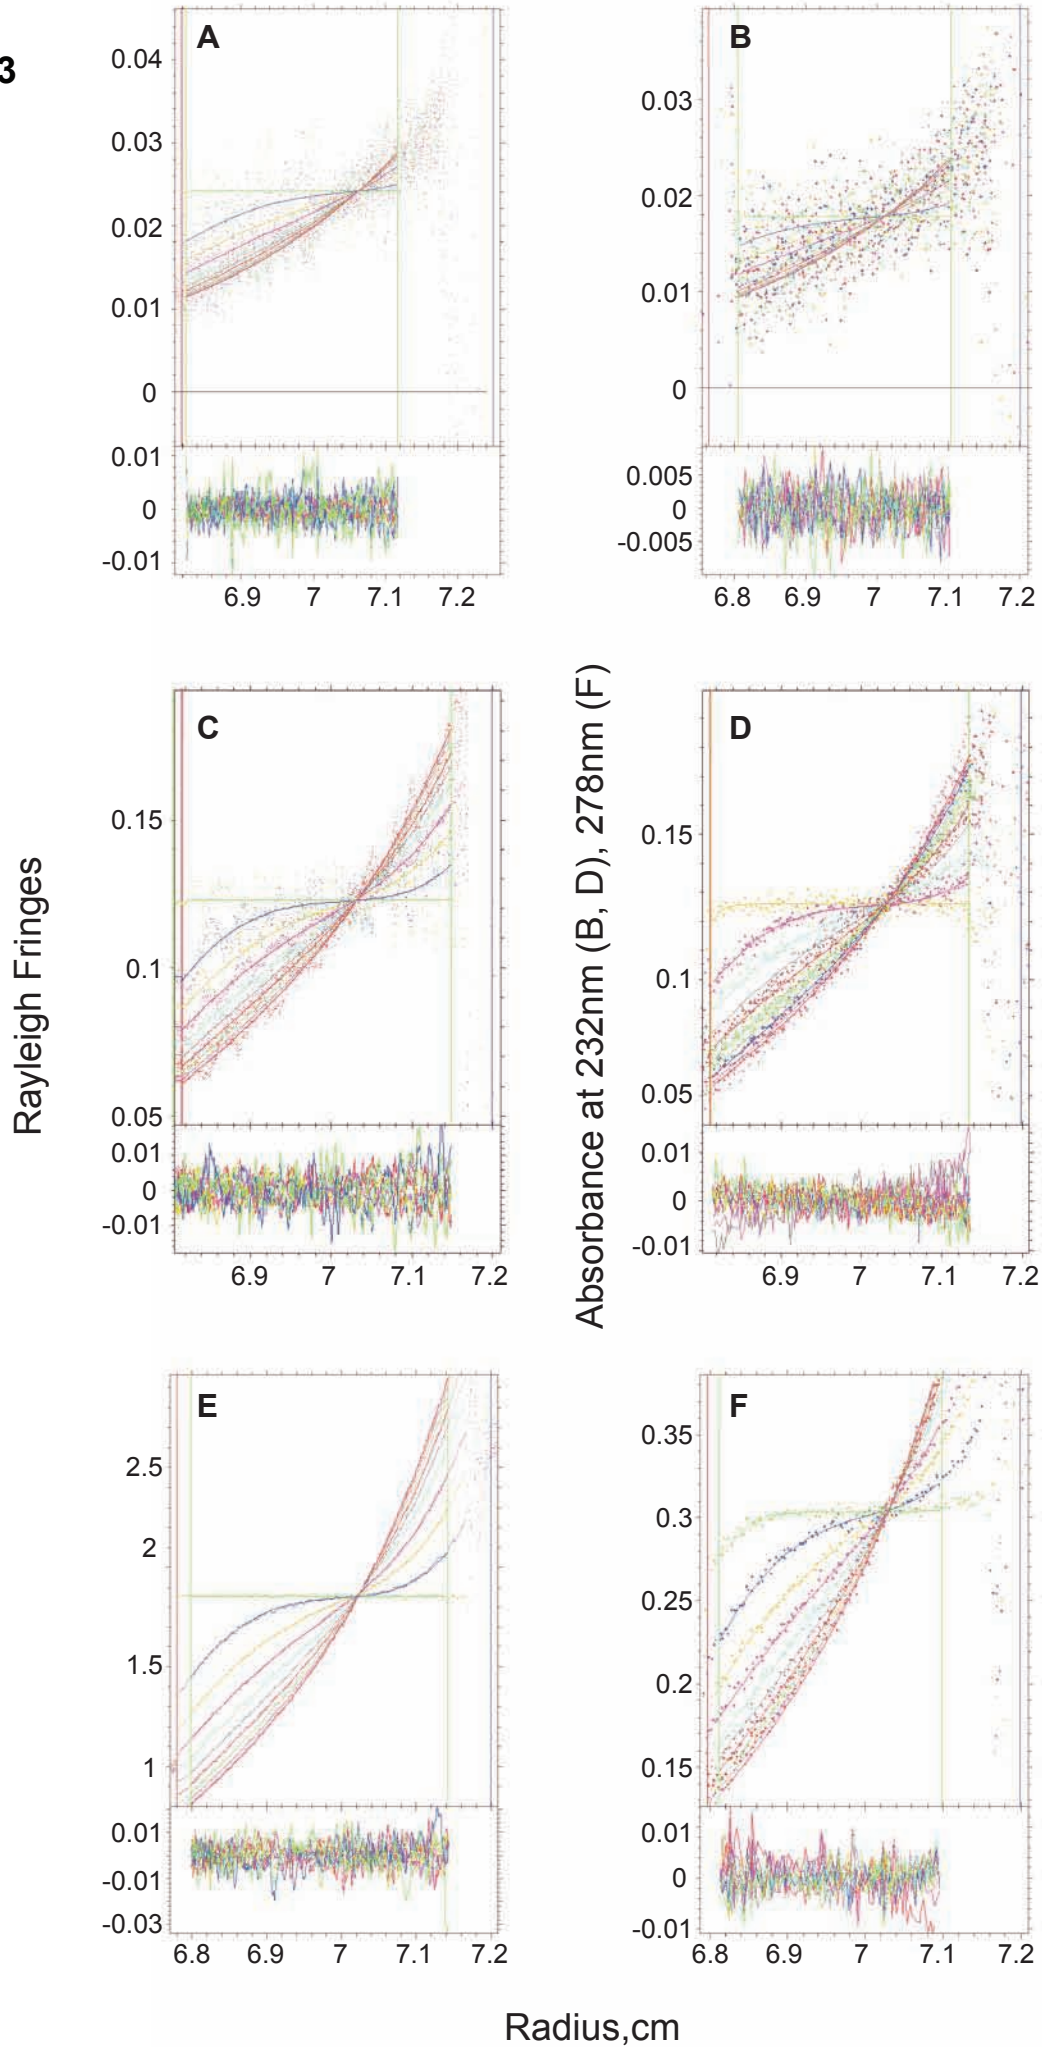 3
A
0.04
0.03
0.02
0.01
0
0.01
0
-0.01
6.9 7 7.1 7.2
B
0.03
0.02
0.01
0
0.005
0
-0.005
6.8 6.9 7 7.1 7.2
C
0.15
0.1
0.05
0.01
0
-0.01
6.9 7 7.1 7.2
D
0.15
0.1
0.05
0.01
0
-0.01
6.9 7 7.1 7.2
E
2.5
2
1.5
1
0.01
-0.01
-0.03
6.8 6.9 7 7.1 7.2
F
0.35
0.3
0.25
0.2
0.15
0.01
0
-0.01
6.8 6.9 7 7.1 7.2
Rayleigh Fringes
Absorbance at 232nm (B, D), 278nm (F)
Radius,cm